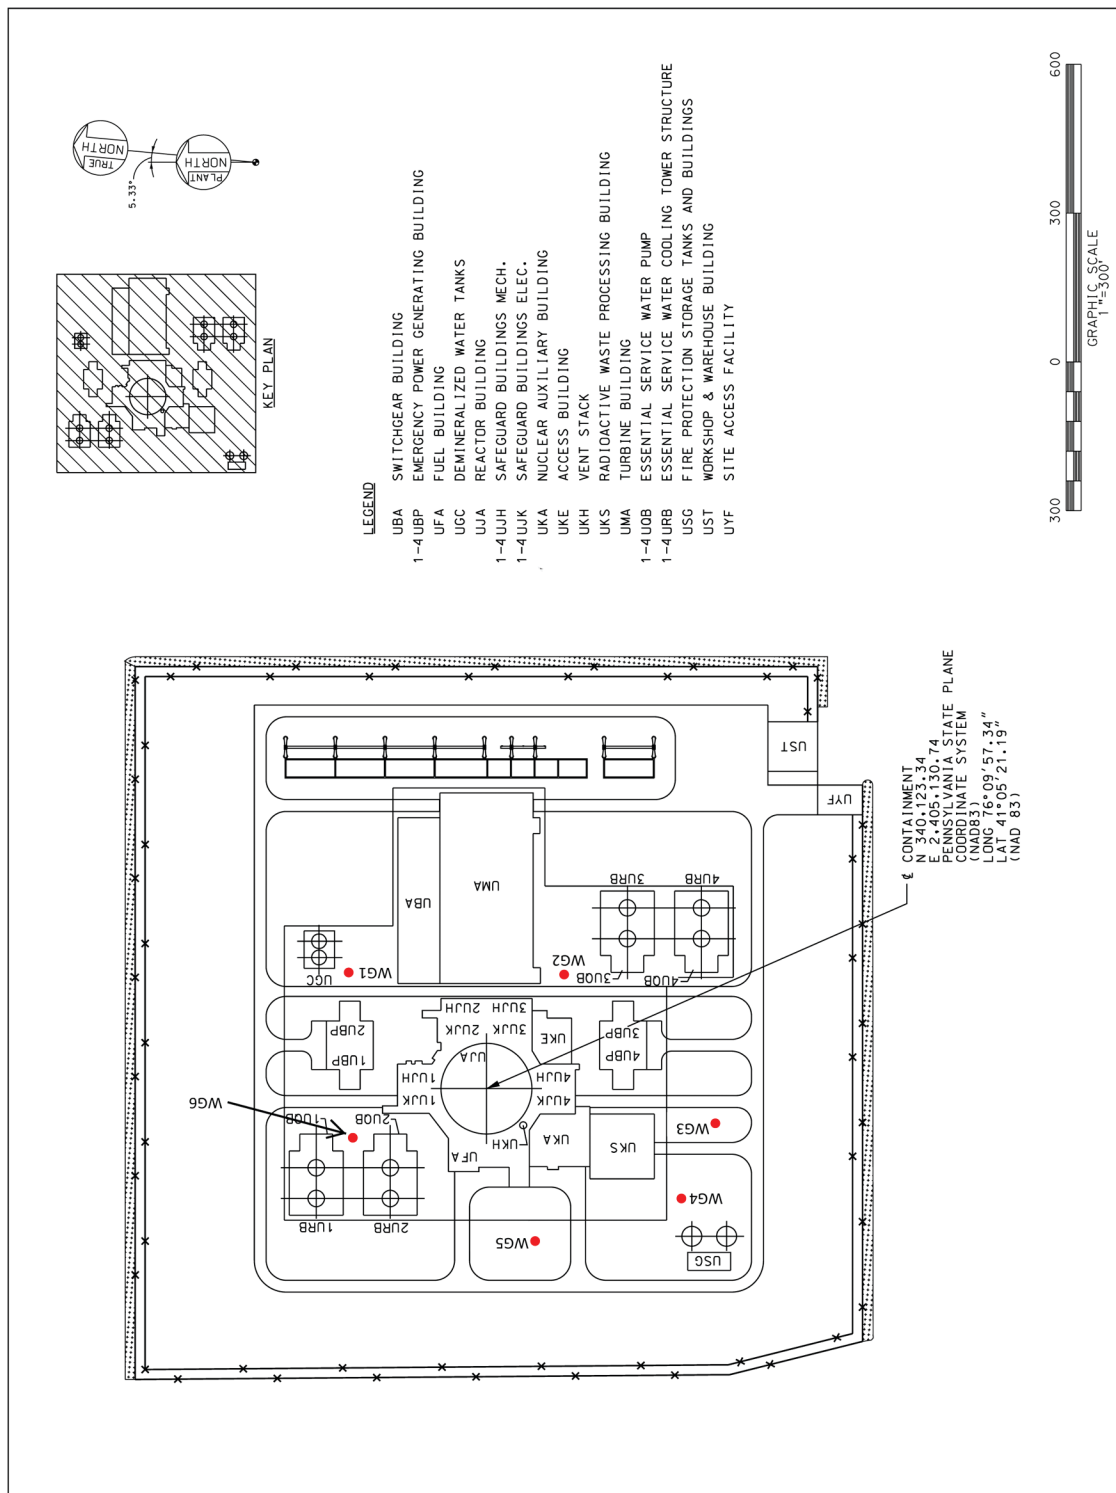 TRUE
NORTH
PLANT
NORTH
5.33°
KEY PLAN
LEGEND
UBA SWITCHGEAR BUILDING
1-4UBP EMERGENCY POWER GENERATING BUILDING
UFA FUEL BUILDING
UGC DEMINERALIZED WATER TANKS
UJA REACTOR BUILDING
1-4UJH SAFEGUARD BUILDINGS MECH.
1-4UJK SAFEGUARD BUILDINGS ELEC.
UKA NUCLEAR AUXILIARY BUILDING
UKE ACCESS BUILDING
UKH VENT STACK
UKS RADIOACTIVE WASTE PROCESSING BUILDING
UMA TURBINE BUILDING
1-4UQB ESSENTIAL SERVICE WATER PUMP
1-4URB ESSENTIAL SERVICE WATER COOLING TOWER STRUCTURE
USG FIRE PROTECTION STORAGE TANKS AND BUILDINGS
UST WORKSHOP & WAREHOUSE BUILDING
UYF SITE ACCESS FACILITY
300 0 300 600
GRAPHIC SCALE
1"=300'
UST
UYF
UBA
UMA
3URB
4URB
UGC
WG1
WG2
3UQB
4UQB
2UBP
1UBP
2UJH
3UJH
2UJK
3UJK
UJA
UKE
3UBP
4UBP
1UJH
4UJH
1UJK
4UJK
WG6
1UQB
2UQB
UKH
UFA
UKA
UKS
WG3
WG4
1URB
2URB
WG5
USG
℄ CONTAINMENT
N 340,123.34
E 2,405,130.74
PENNSYLVANIA STATE PLANE
COORDINATE SYSTEM
(NAD83)
LONG 76°09'57.34"
LAT 41°05'21.19"
(NAD 83)